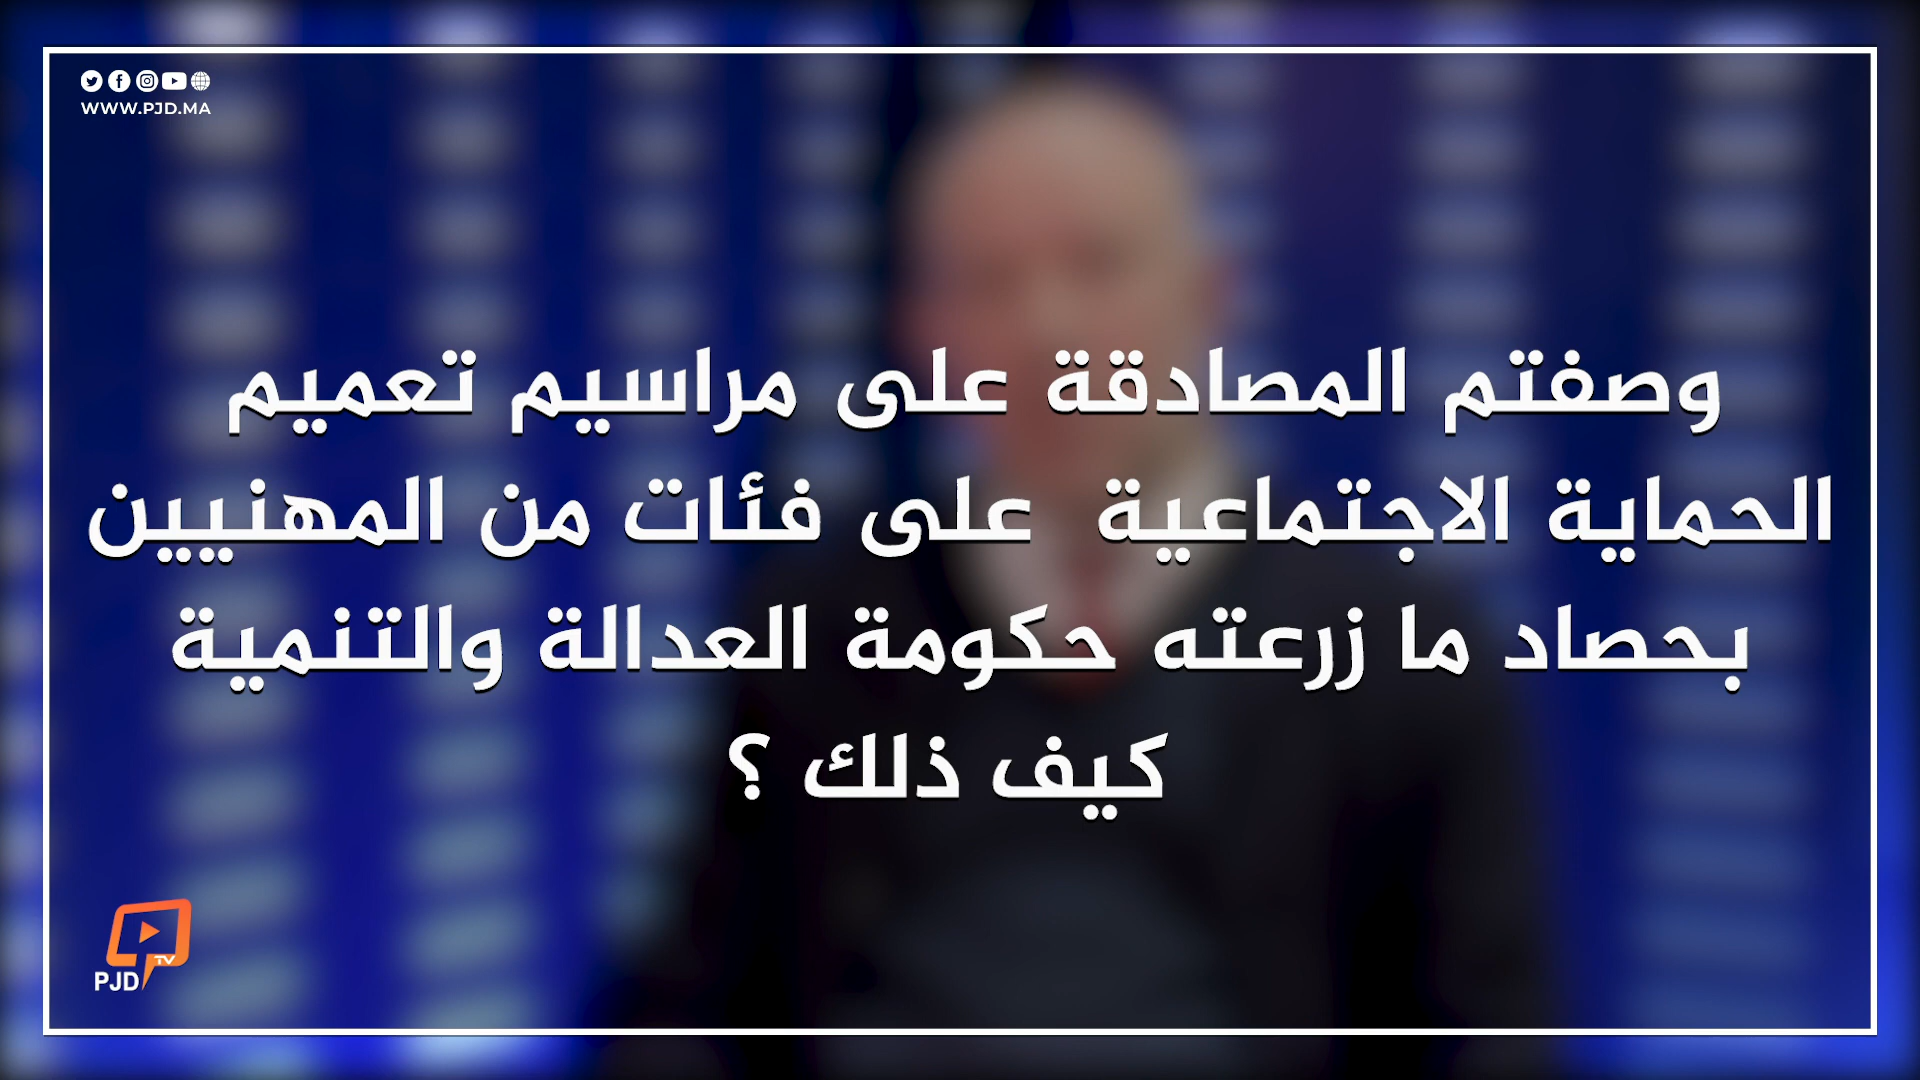 WWW.PJD.MA
وصفتم المصادقة على مراسيم تعميم
الحماية الاجتماعية على فئات من المهنيين
بحصاد ما زرعته حكومة العدالة والتنمية
كيف ذلك ؟
TV
PJD